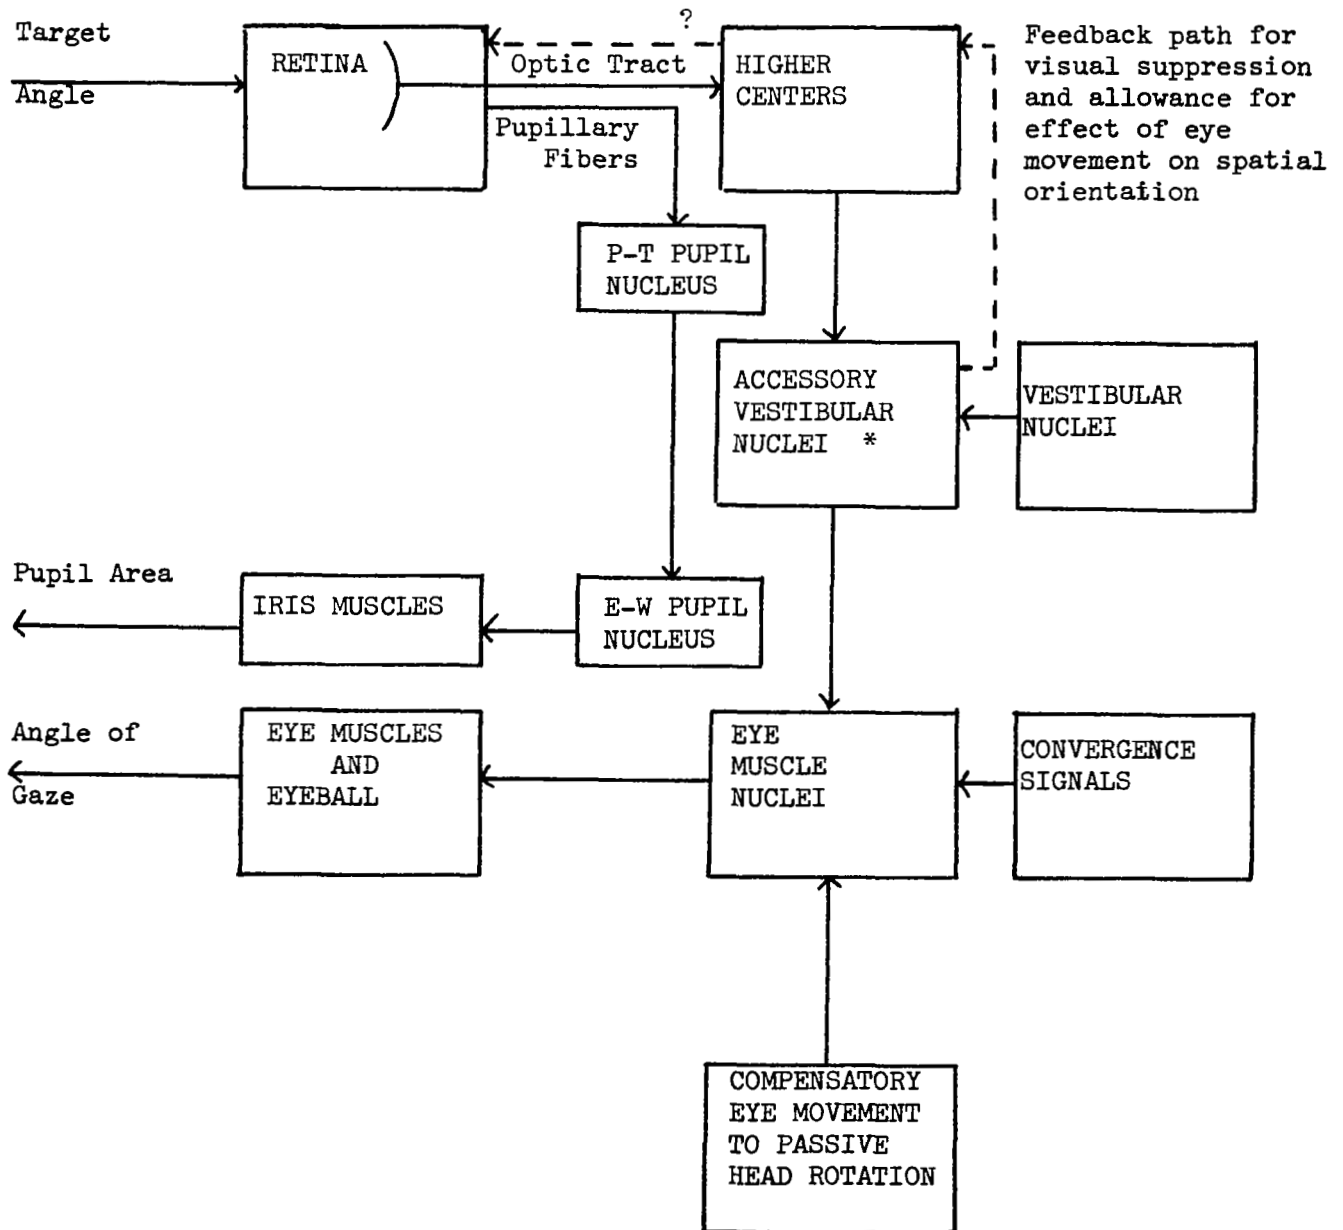 Target
Angle
RETINA
?
Optic Tract
Pupillary
Fibers
HIGHER
CENTERS
Feedback path for
visual suppression
and allowance for
effect of eye
movement on spatial
orientation
P-T PUPIL
NUCLEUS
ACCESSORY
VESTIBULAR
NUCLEI *
VESTIBULAR
NUCLEI
Pupil Area
IRIS MUSCLES
E-W PUPIL
NUCLEUS
Angle of
Gaze
EYE MUSCLES
AND
EYEBALL
EYE
MUSCLE
NUCLEI
CONVERGENCE
SIGNALS
COMPENSATORY
EYE MOVEMENT
TO PASSIVE
HEAD ROTATION